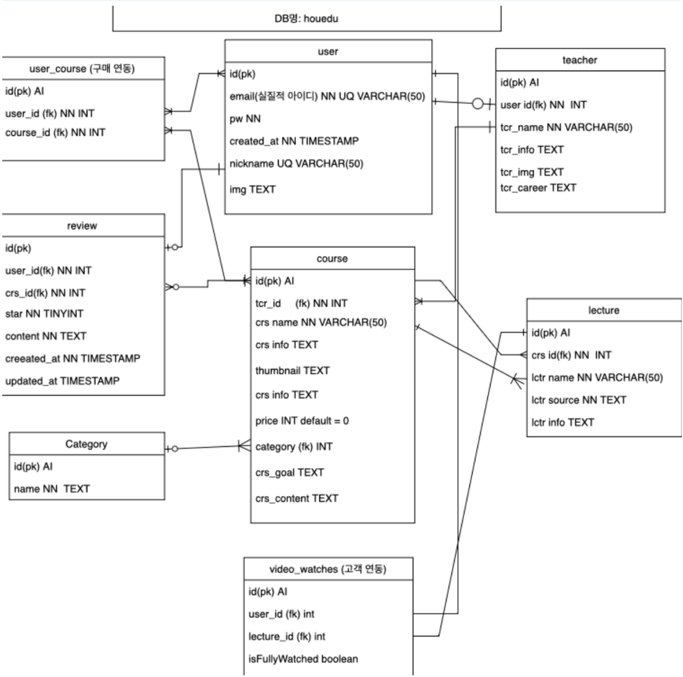 DB명: houedu
user_course (구매 연동)
id(pk) AI
user_id (fk) NN INT
course_id (fk) NN INT
user
id(pk)
email(실질적 아이디) NN UQ VARCHAR(50)
pw NN
created_at NN TIMESTAMP
nickname UQ VARCHAR(50)
img TEXT
teacher
id(pk) AI
user id(fk) NN INT
tcr_name NN VARCHAR(50)
tcr_info TEXT
tcr_img TEXT
tcr_career TEXT
review
id(pk)
user_id(fk) NN INT
crs_id(fk) NN INT
star NN TINYINT
content NN TEXT
creeated_at NN TIMESTAMP
updated_at TIMESTAMP
course
id(pk) AI
tcr_id (fk) NN INT
crs name NN VARCHAR(50)
crs info TEXT
thumbnail TEXT
crs info TEXT
price INT default = 0
category (fk) INT
crs_goal TEXT
crs_content TEXT
lecture
id(pk) AI
crs id(fk) NN INT
lctr name NN VARCHAR(50)
lctr source NN TEXT
lctr info TEXT
Category
id(pk) AI
name NN TEXT
video_watches (고객 연동)
id(pk) AI
user_id (fk) int
lecture_id (fk) int
isFullyWatched boolean